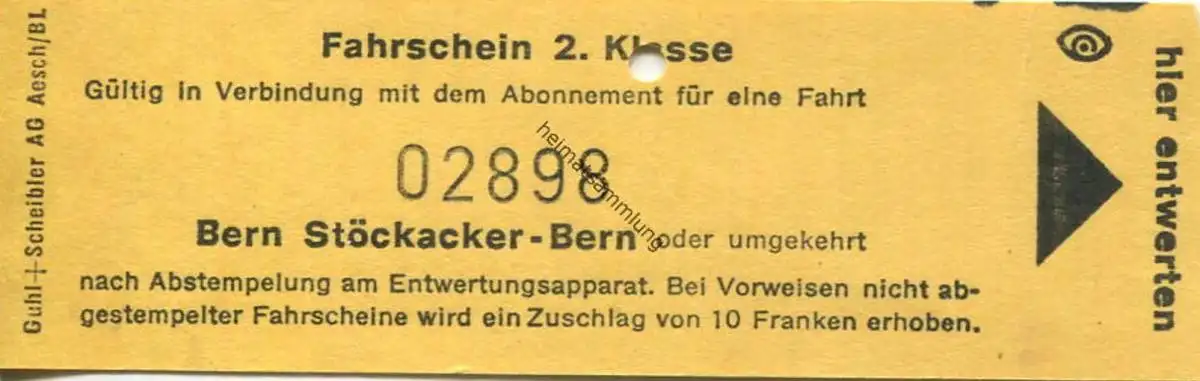 Guhl+Scheibler AG Aesch/BL
Fahrschein 2. Klasse
Gültig in Verbindung mit dem Abonnement für eine Fahrt
02898
Bern Stöckacker-Bern oder umgekehrt
nach Abstempelung am Entwertungsapparat. Bei Vorweisen nicht ab-
gestempelter Fahrscheine wird ein Zuschlag von 10 Franken erhoben.
hier entwerten
heimatsammlung